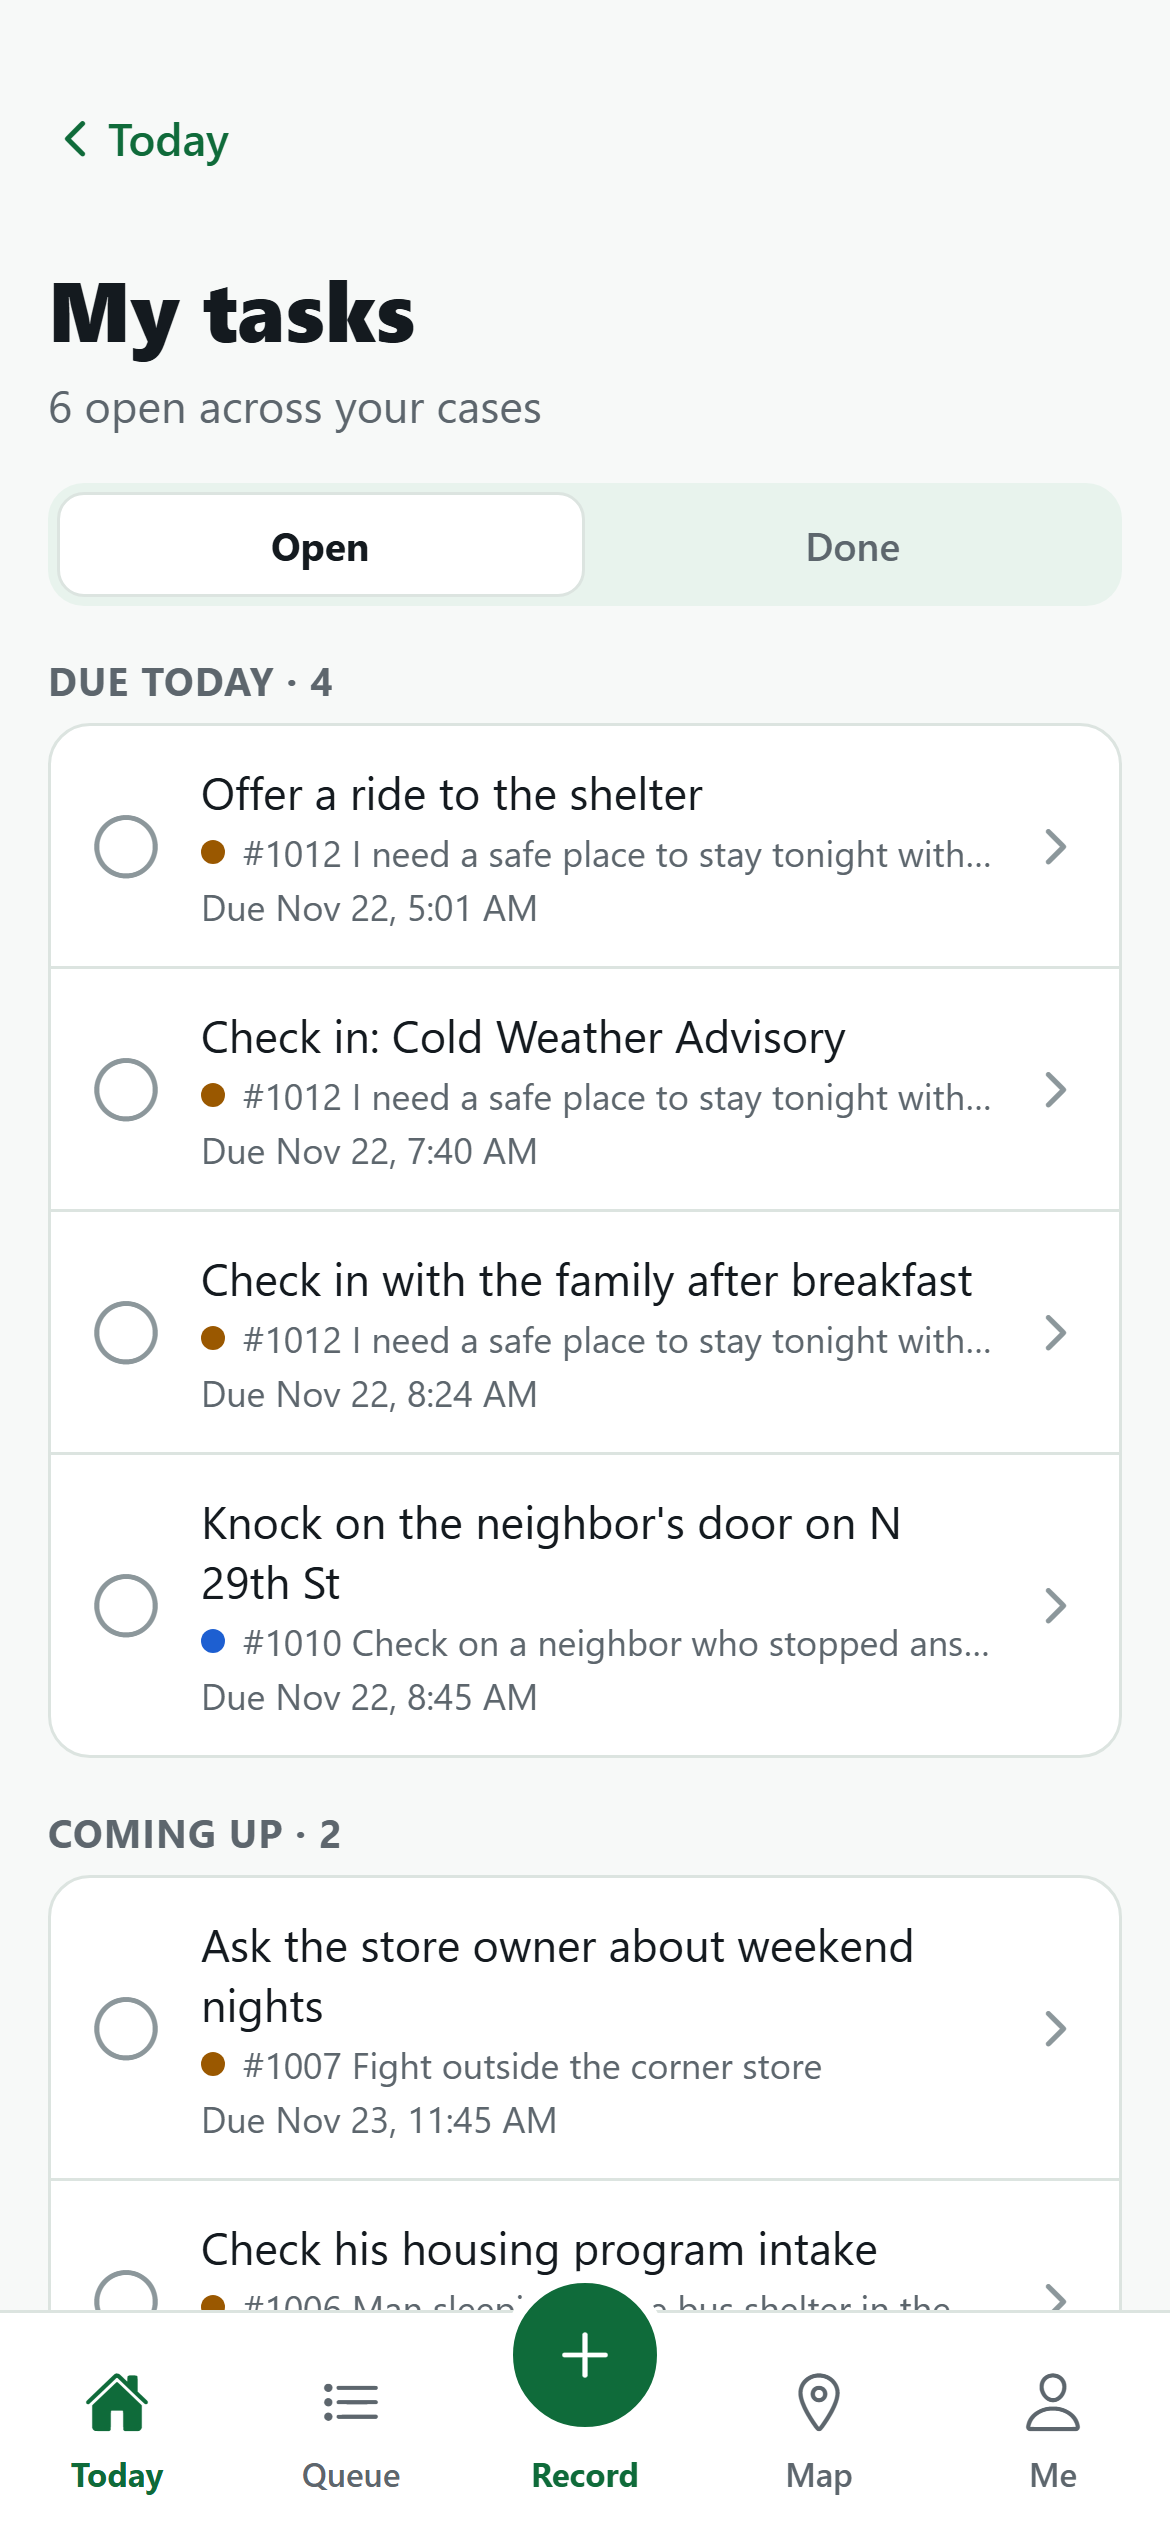 Today
My tasks
6 open across your cases
Open
Done
DUE TODAY · 4
Offer a ride to the shelter
#1012 I need a safe place to stay tonight with...
Due Nov 22, 5:01 AM
Check in: Cold Weather Advisory
#1012 I need a safe place to stay tonight with...
Due Nov 22, 7:40 AM
Check in with the family after breakfast
#1012 I need a safe place to stay tonight with...
Due Nov 22, 8:24 AM
Knock on the neighbor's door on N
29th St
#1010 Check on a neighbor who stopped ans...
Due Nov 22, 8:45 AM
COMING UP · 2
Ask the store owner about weekend
nights
#1007 Fight outside the corner store
Due Nov 23, 11:45 AM
Check his housing program intake
#1006 Man a bus shelter in the
Today
Queue
Record
Map
Me